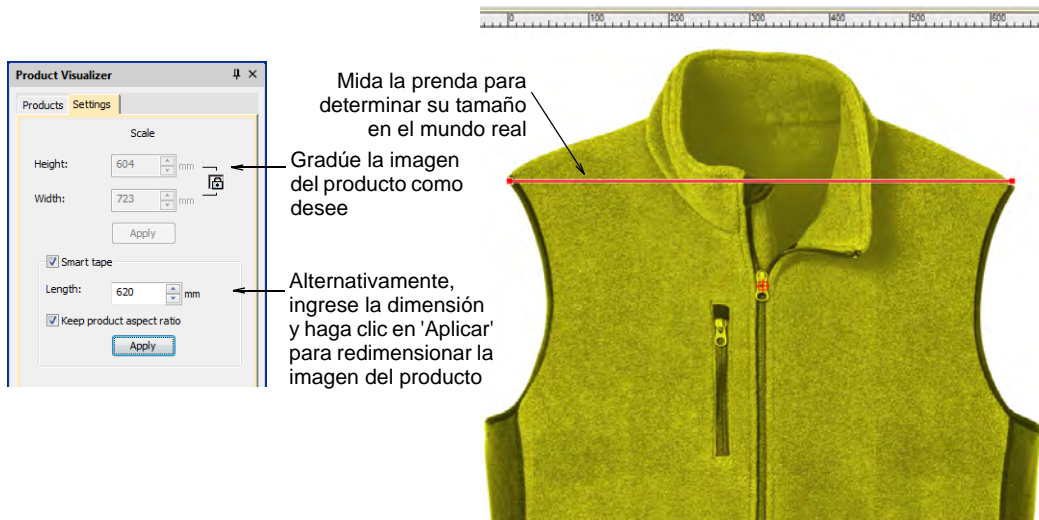 0 100 200 300 400 500 600
Product Visualizer
Products Settings
Scale
Height: 604 mm
Width: 723 mm
Apply
Smart tape
Length: 620 mm
Keep product aspect ratio
Apply
Mida la prenda para
determinar su tamaño
en el mundo real
Gradúe la imagen
del producto como
desee
Alternativamente,
ingrese la dimensión
y haga clic en 'Aplicar'
para redimensionar la
imagen del producto